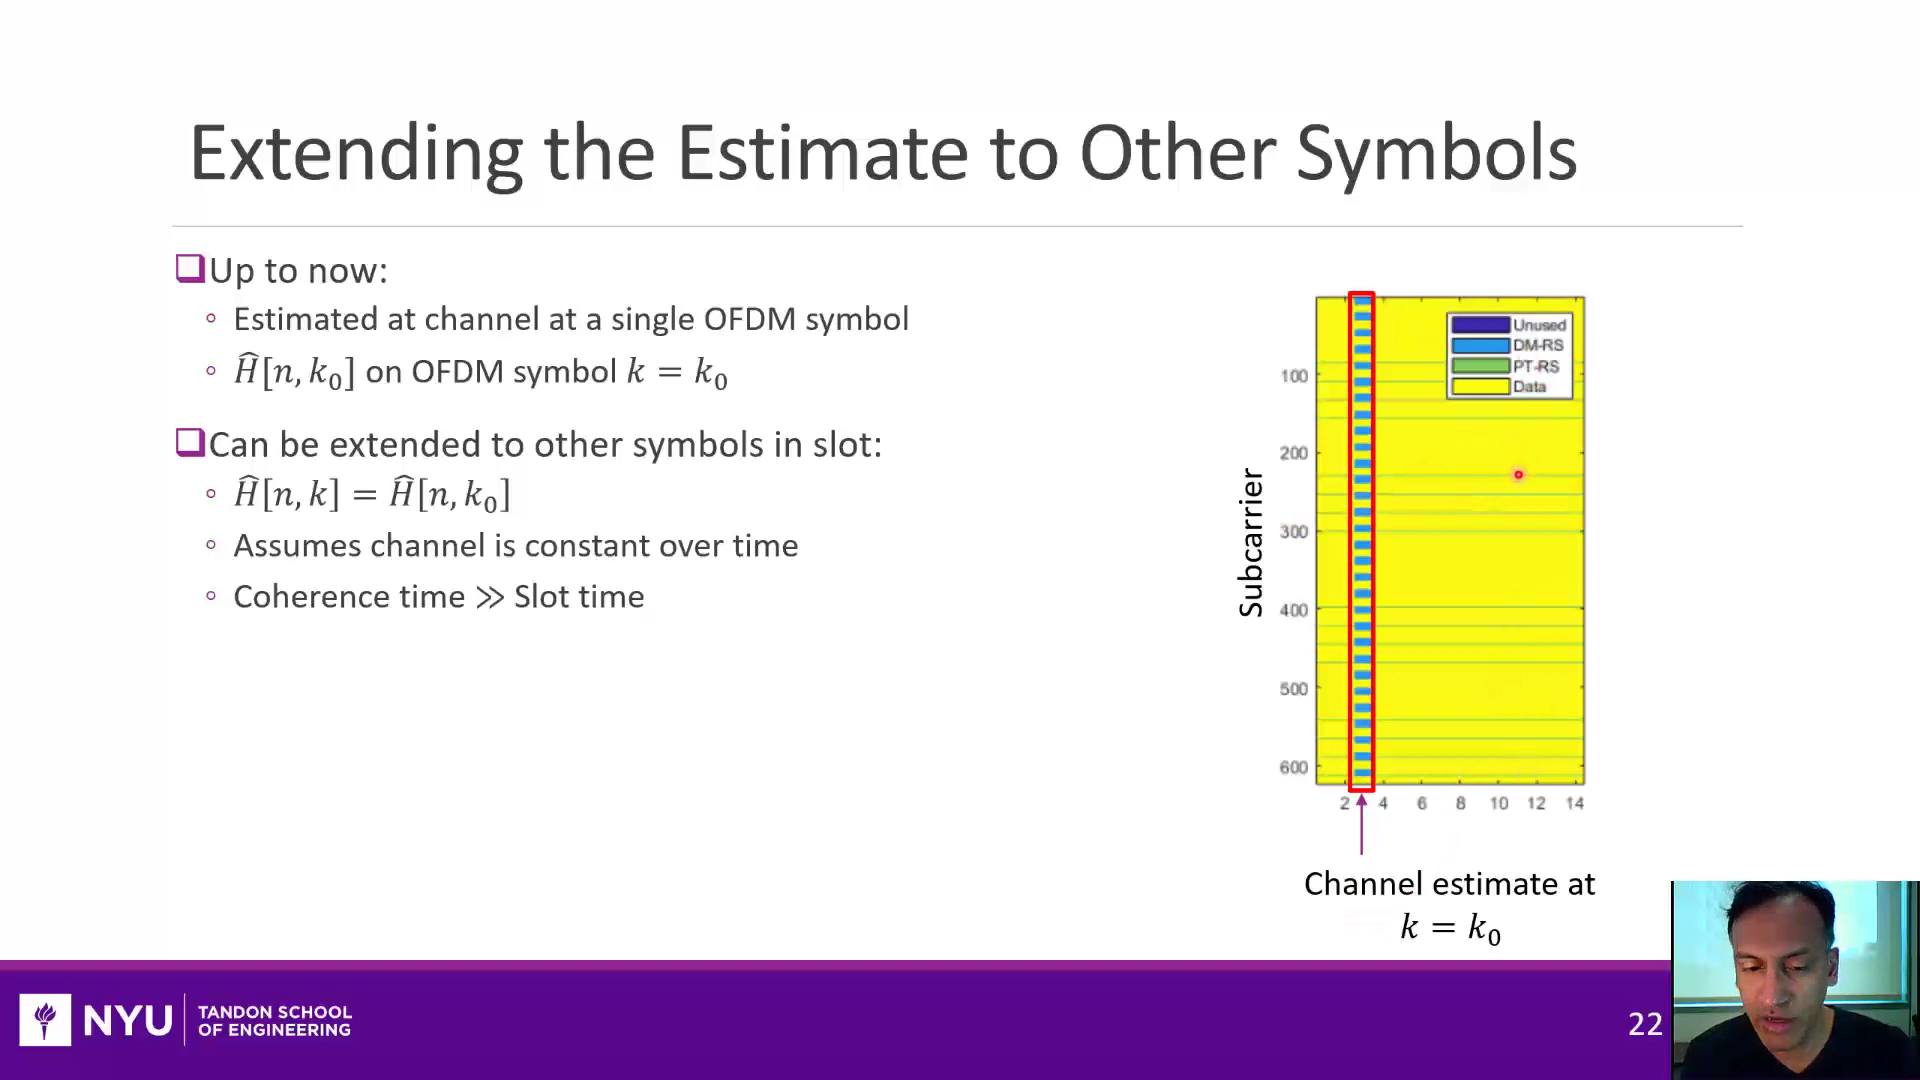 Extending the Estimate to Other Symbols
❑Up to now:
◦ Estimated at channel at a single OFDM symbol
◦ Ĥ[n, k₀] on OFDM symbol k = k₀
❑Can be extended to other symbols in slot:
◦ Ĥ[n, k] = Ĥ[n, k₀]
◦ Assumes channel is constant over time
◦ Coherence time ≫ Slot time
Unused
DM-RS
PT-RS
Data
Subcarrier
100
200
300
400
500
600
2 4 6 8 10 12 14
Channel estimate at
k = k₀
NYU
TANDON SCHOOL
OF ENGINEERING
22